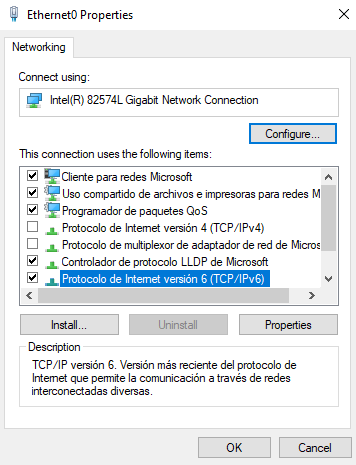 Ethernet0 Properties
Networking
Connect using:
Intel(R) 82574L Gigabit Network Connection
Configure...
This connection uses the following items:
Cliente para redes Microsoft
Uso compartido de archivos e impresoras para redes M
Programador de paquetes QoS
Protocolo de Internet versión 4 (TCP/IPv4)
Protocolo de multiplexor de adaptador de red de Micros
Controlador de protocolo LLDP de Microsoft
Protocolo de Internet versión 6 (TCP/IPv6)
Install... Uninstall Properties
Description
TCP/IP versión 6. Versión más reciente del protocolo de
Internet que permite la comunicación a través de redes
interconectadas diversas.
OK Cancel